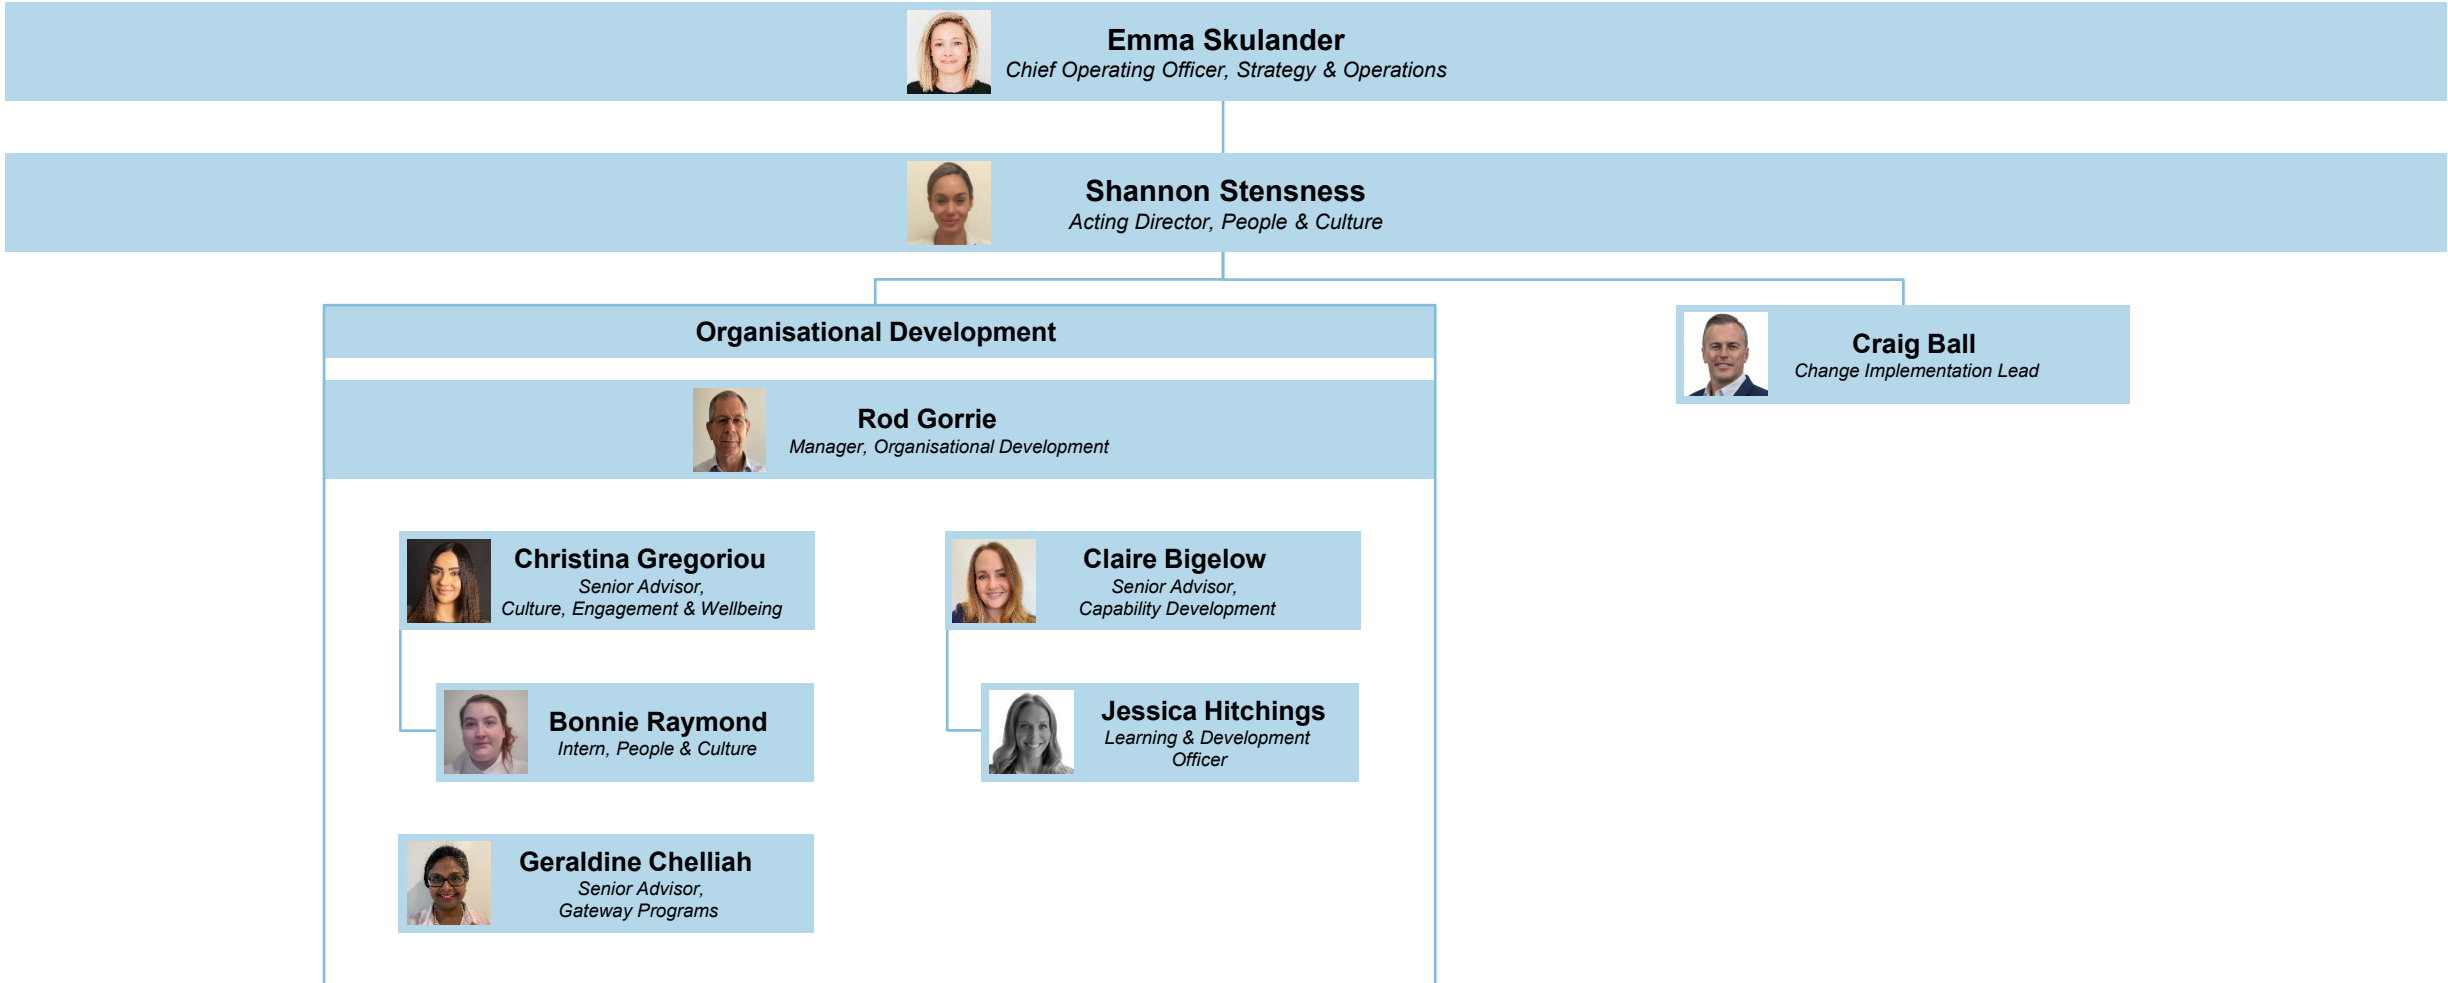 Emma Skulander
Chief Operating Officer, Strategy & Operations
Shannon Stensness
Acting Director, People & Culture
Organisational Development
Rod Gorrie
Manager, Organisational Development
Christina Gregoriou
Senior Advisor,
Culture, Engagement & Wellbeing
Bonnie Raymond
Intern, People & Culture
Geraldine Chelliah
Senior Advisor,
Gateway Programs
Claire Bigelow
Senior Advisor,
Capability Development
Jessica Hitchings
Learning & Development
Officer
Craig Ball
Change Implementation Lead